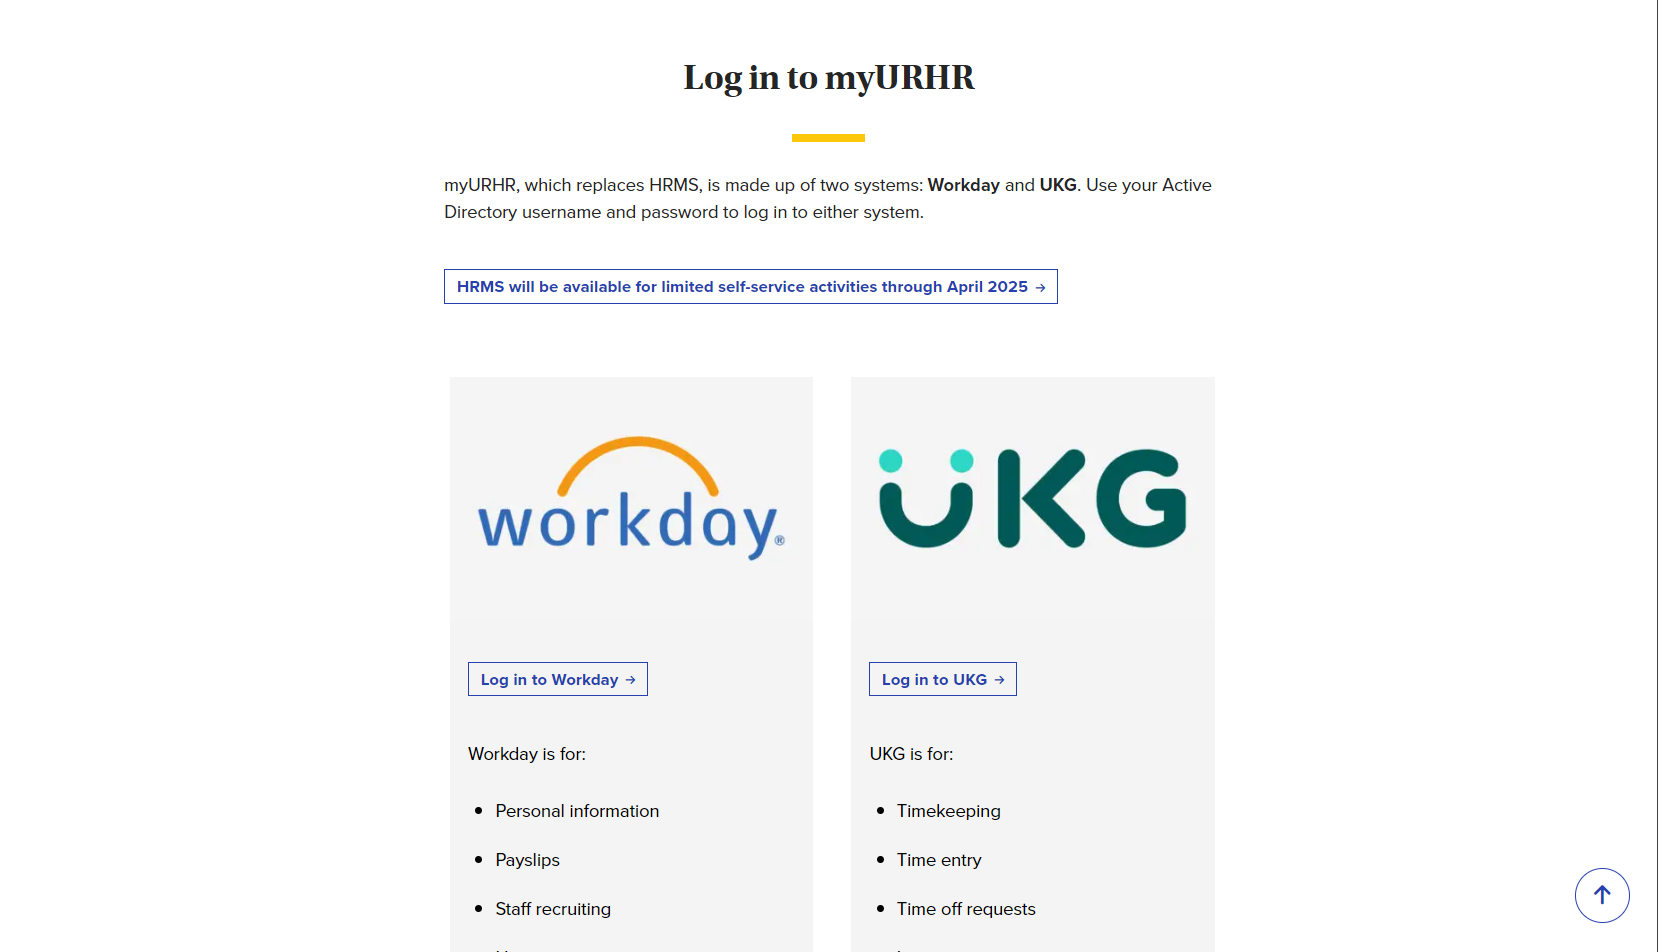 Log in to myURHR
myURHR, which replaces HRMS, is made up of two systems: Workday and UKG. Use your Active
Directory username and password to log in to either system.
HRMS will be available for limited self-service activities through April 2025 →
workday®
UKG
Log in to Workday →
Log in to UKG →
Workday is for:
• Personal information
• Payslips
• Staff recruiting
UKG is for:
• Timekeeping
• Time entry
• Time off requests